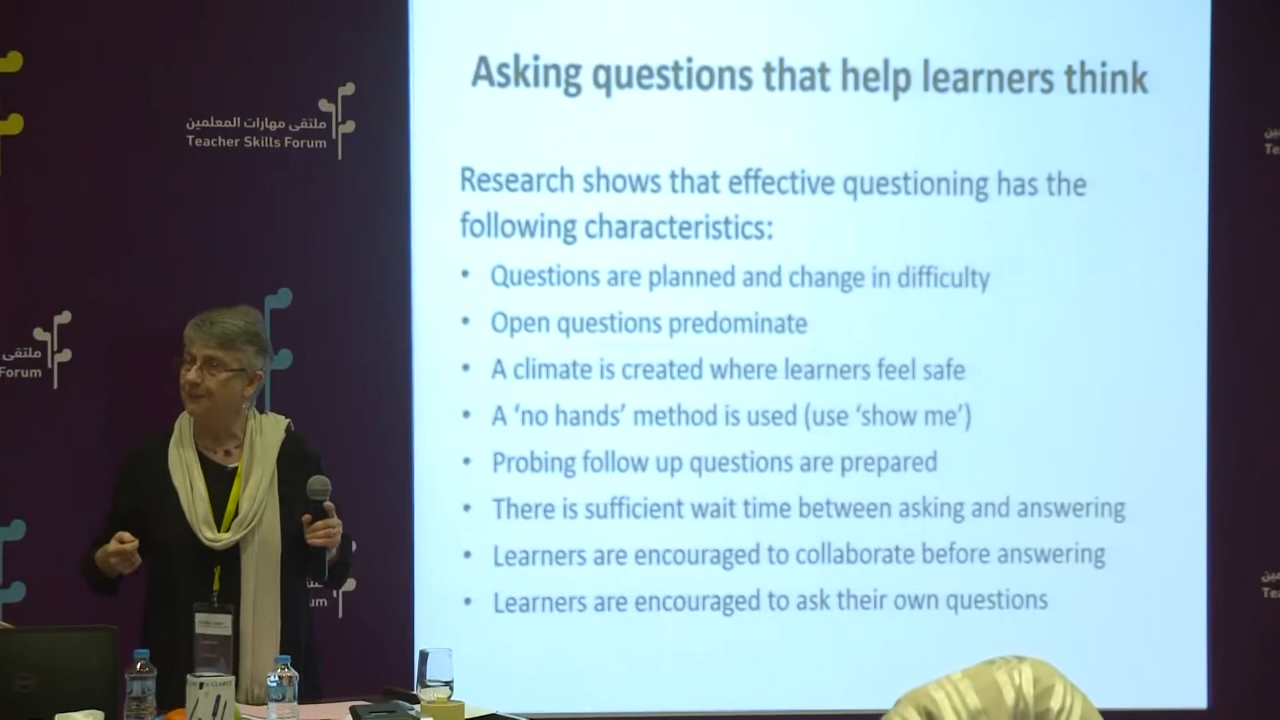 Asking questions that help learners think
Research shows that effective questioning has the
following characteristics:
• Questions are planned and change in difficulty
• Open questions predominate
• A climate is created where learners feel safe
• A ‘no hands’ method is used (use ‘show me’)
• Probing follow up questions are prepared
• There is sufficient wait time between asking and answering
• Learners are encouraged to collaborate before answering
• Learners are encouraged to ask their own questions
ملتقى مهارات المعلمين
Teacher Skills Forum
ملتقى
Forum